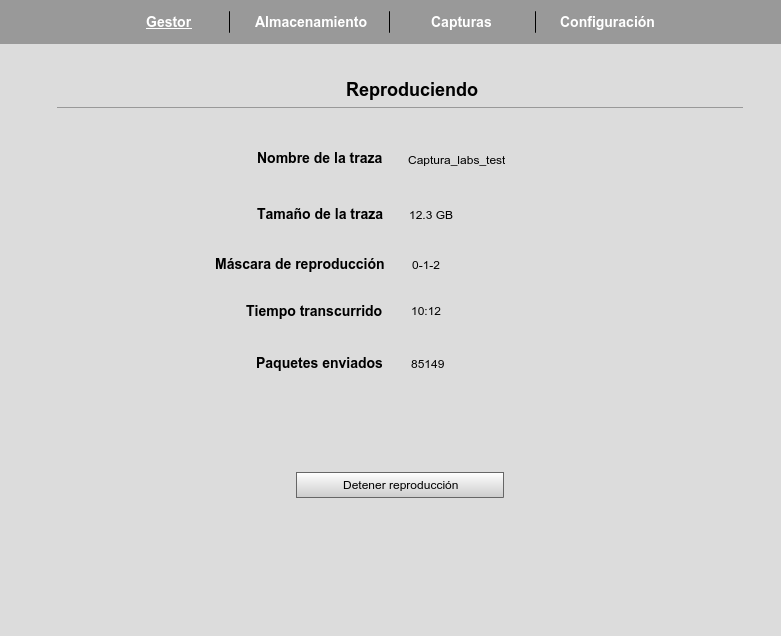 Gestor Almacenamiento Capturas Configuración
Reproduciendo
Nombre de la traza Captura_labs_test
Tamaño de la traza 12.3 GB
Máscara de reproducción 0-1-2
Tiempo transcurrido 10:12
Paquetes enviados 85149
Detener reproducción